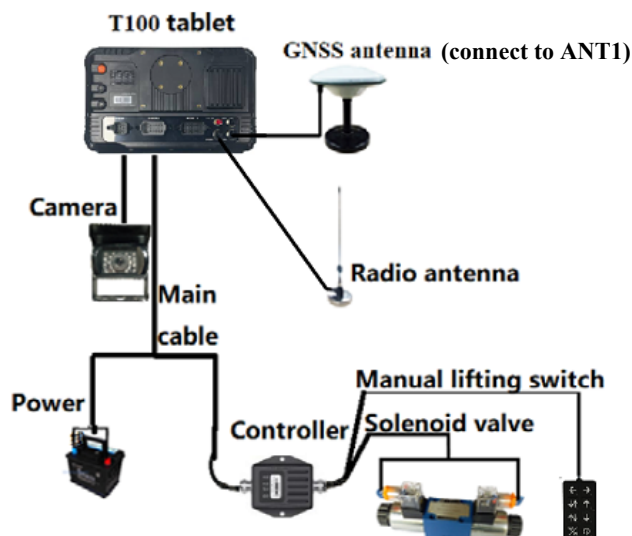 T100 tablet
GNSS antenna (connect to ANT1)
Camera
Radio antenna
Main
cable
Manual lifting switch
Power
Solenoid valve
Controller